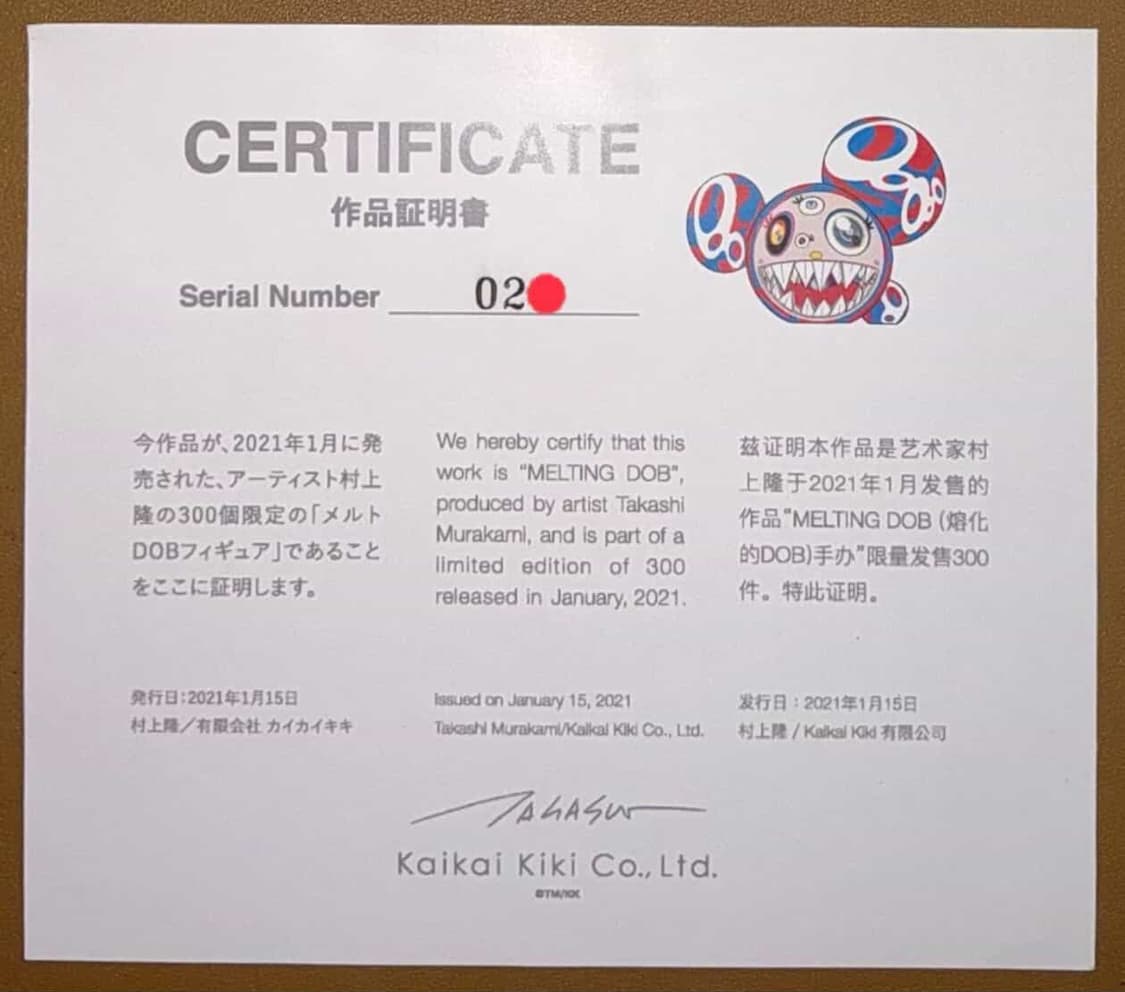 CERTIFICATE
作品証明書
Serial Number 02
今作品が、2021年1月に発
売された、アーティスト村上
隆の300個限定の「メルト
DOBフィギュア」であること
をここに証明します。
We hereby certify that this
work is "MELTING DOB",
produced by artist Takashi
Murakami, and is part of a
limited edition of 300
released in January, 2021.
兹证明本作品是艺术家村
上隆于2021年1月发售的
作品"MELTING DOB (熔化
的DOB)手办"限量发售300
件。特此证明。
発行日:2021年1月15日
村上隆／有限会社 カイカイキキ
Issued on January 15, 2021
Takashi Murakami/Kaikai Kiki Co., Ltd.
发行日：2021年1月15日
村上隆 / Kaikai Kiki 有限公司
Kaikai Kiki Co., Ltd.
©TM/KK